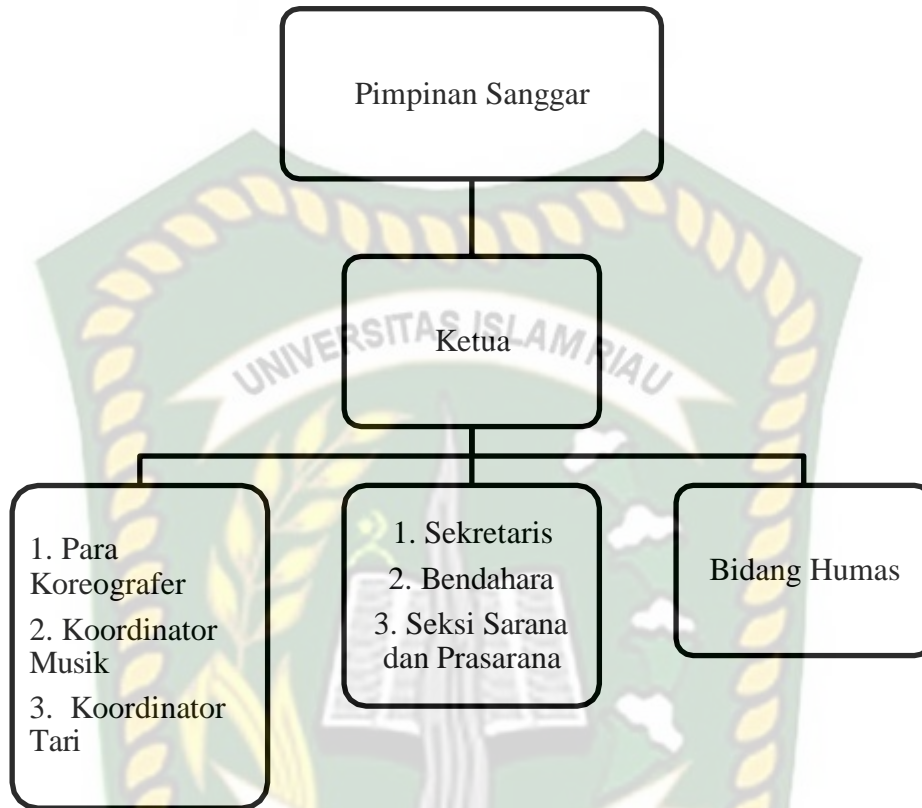 Pimpinan Sanggar
UNIVERSITAS ISLAM RIAU
Ketua
1. Para
Koreografer
2. Koordinator
Musik
3. Koordinator
Tari
1. Sekretaris
2. Bendahara
3. Seksi Sarana
dan Prasarana
Bidang Humas